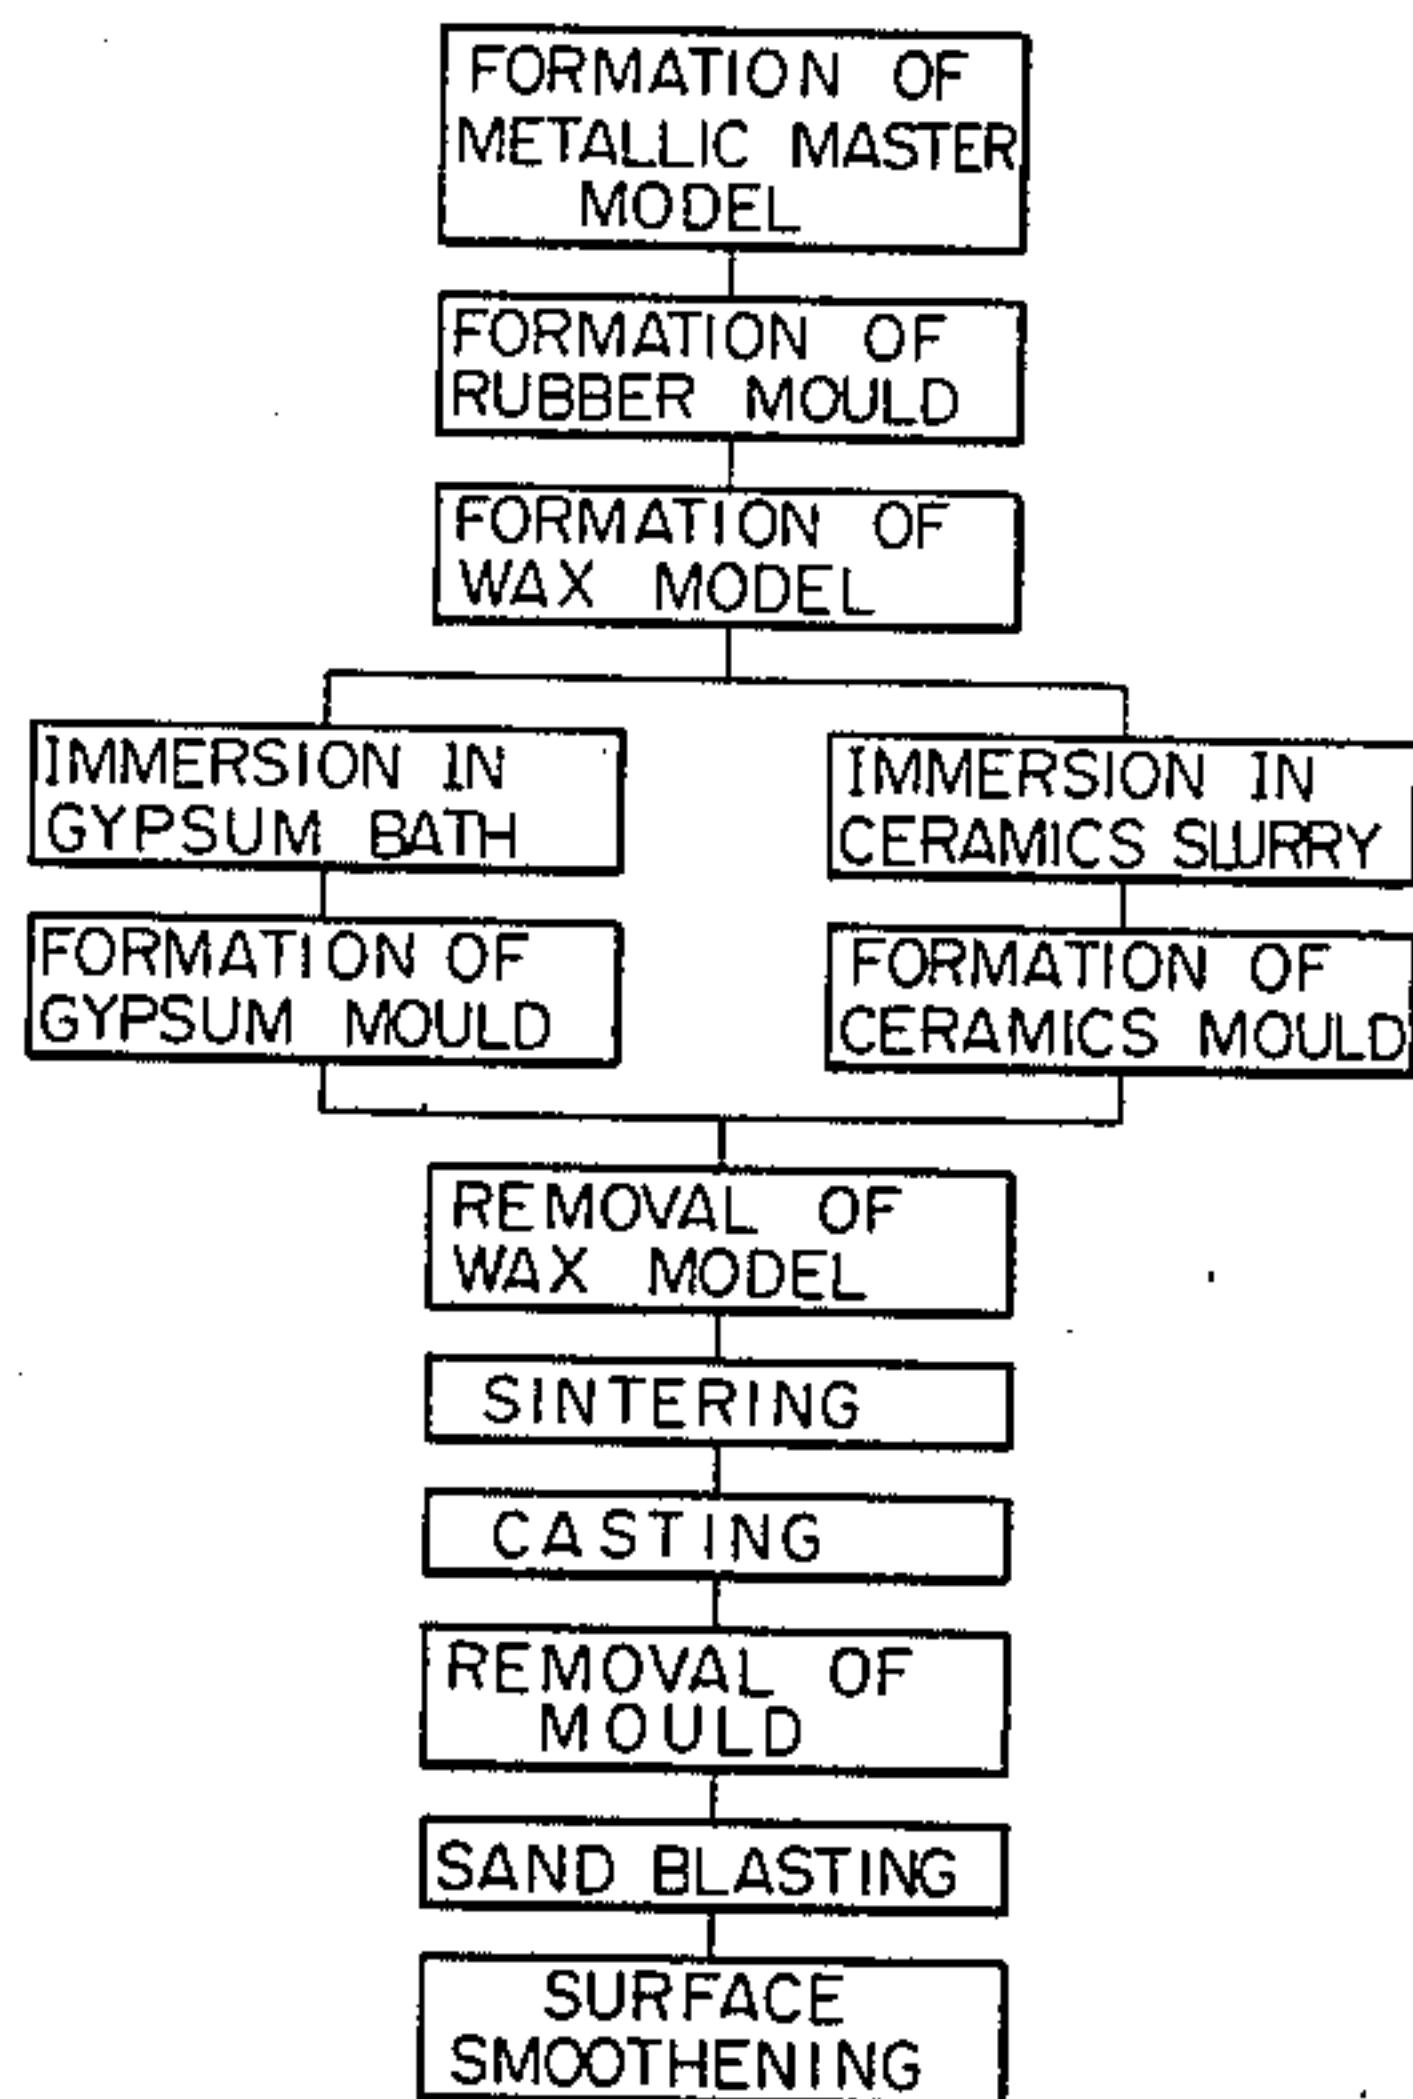 FORMATION OF
METALLIC MASTER
MODEL
FORMATION OF
RUBBER MOULD
FORMATION OF
WAX MODEL
IMMERSION IN
GYPSUM BATH
IMMERSION IN
CERAMICS SLURRY
FORMATION OF
GYPSUM MOULD
FORMATION OF
CERAMICS MOULD
REMOVAL OF
WAX MODEL
SINTERING
CASTING
REMOVAL OF
MOULD
SAND BLASTING
SURFACE
SMOOTHENING